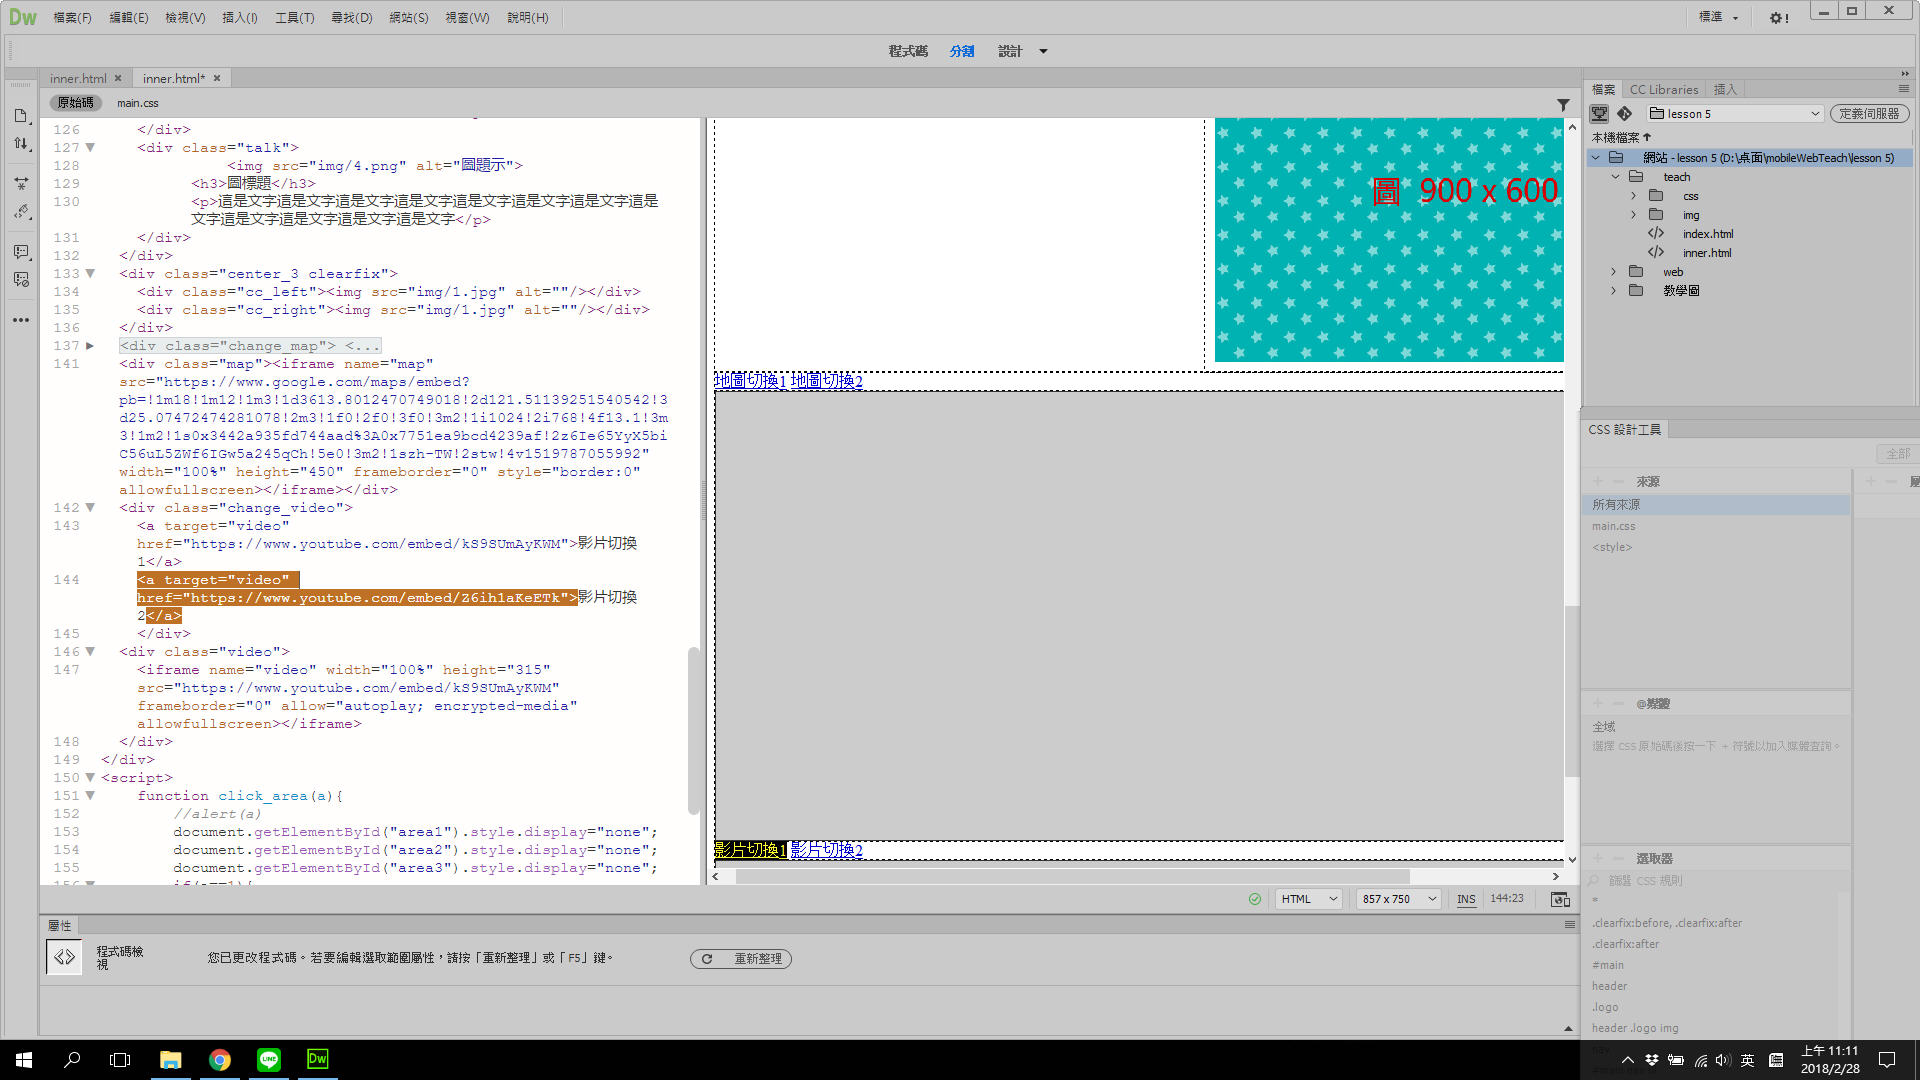 Dw 檔案(F) 編輯(E) 檢視(V) 插入(I) 工具(T) 尋找(D) 網站(S) 視窗(W) 說明(H) 標準
程式碼 分割 設計
inner.html inner.html*
原始碼 main.css
126 </div>
127 <div class="talk">
128 <img src="img/4.png" alt="圖題示">
129 <h3>圖標題</h3>
130 <p>這是文字這是文字這是文字這是文字這是文字這是文字這是文字這是
文字這是文字這是文字這是文字這是文字</p>
131 </div>
132 </div>
133 <div class="center_3 clearfix">
134 <div class="cc_left"><img src="img/1.jpg" alt=""/></div>
135 <div class="cc_right"><img src="img/1.jpg" alt=""/></div>
136 </div>
137 <div class="change_map"> <...
141 <div class="map"><iframe name="map"
src="https://www.google.com/maps/embed?
pb=!1m18!1m12!1m3!1d3613.8012470749018!2d121.51139251540542!3
d25.07472474281078!2m3!1f0!2f0!3f0!3m2!1i1024!2i768!4f13.1!3m
3!1m2!1s0x3442a935fd744aad%3A0x7751ea9bcd4239af!2z6Ie65YyX5bi
C56uL5ZWf6IGw5a245qCh!5e0!3m2!1szh-TW!2stw!4v1519787055992"
width="100%" height="450" frameborder="0" style="border:0"
allowfullscreen></iframe></div>
142 <div class="change_video">
143 <a target="video"
href="https://www.youtube.com/embed/kS9SUmAyKWM">影片切換
1</a>
144 <a target="video"
href="https://www.youtube.com/embed/Z6ih1aKeETk">影片切換
2</a>
145 </div>
146 <div class="video">
147 <iframe name="video" width="100%" height="315"
src="https://www.youtube.com/embed/kS9SUmAyKWM"
frameborder="0" allow="autoplay; encrypted-media"
allowfullscreen></iframe>
148 </div>
149 </div>
150 <script>
151 function click_area(a){
152 //alert(a)
153 document.getElementById("area1").style.display="none";
154 document.getElementById("area2").style.display="none";
155 document.getElementById("area3").style.display="none";
圖 900 x 600
地圖切換1 地圖切換2
影片切換1 影片切換2
HTML 857 x 750 INS 144:23
屬性
程式碼檢
視
您已更改程式碼。若要編輯選取範圍屬性，請按「重新整理」或「F5」鍵。 重新整理
檔案 CC Libraries 插入
lesson 5 定義伺服器
本機檔案
網站 - lesson 5 (D:\桌面\mobileWebTeach\lesson 5)
teach
css
img
index.html
inner.html
web
教學圖
CSS 設計工具
全部
來源
所有來源
main.css
<style>
@媒體
全域
選擇 CSS 原始碼後按一下 + 符號以加入媒體查詢。
選取器
篩選 CSS 規則
*
.clearfix:before, .clearfix:after
.clearfix:after
#main
header
.logo
header .logo img
Dw LINE 英 上午 11:11
2018/2/28